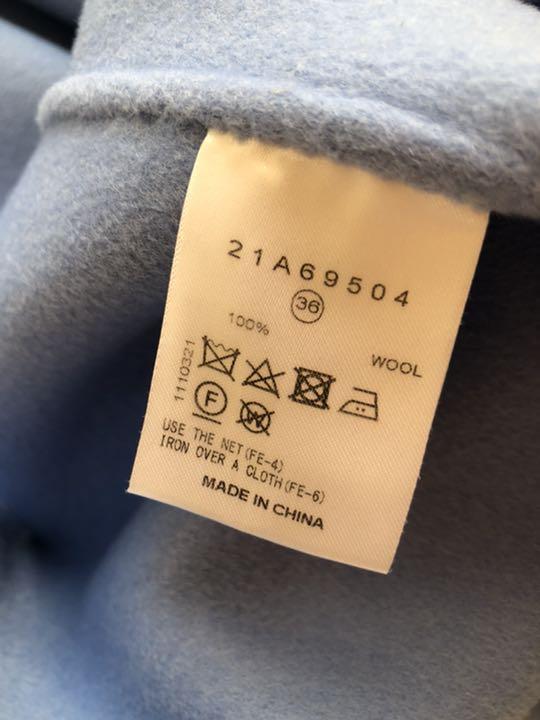 21A69504
36
100% WOOL
1110321
F
W
USE THE NET(FE-4)
IRON OVER A CLOTH(FE-6)
MADE IN CHINA